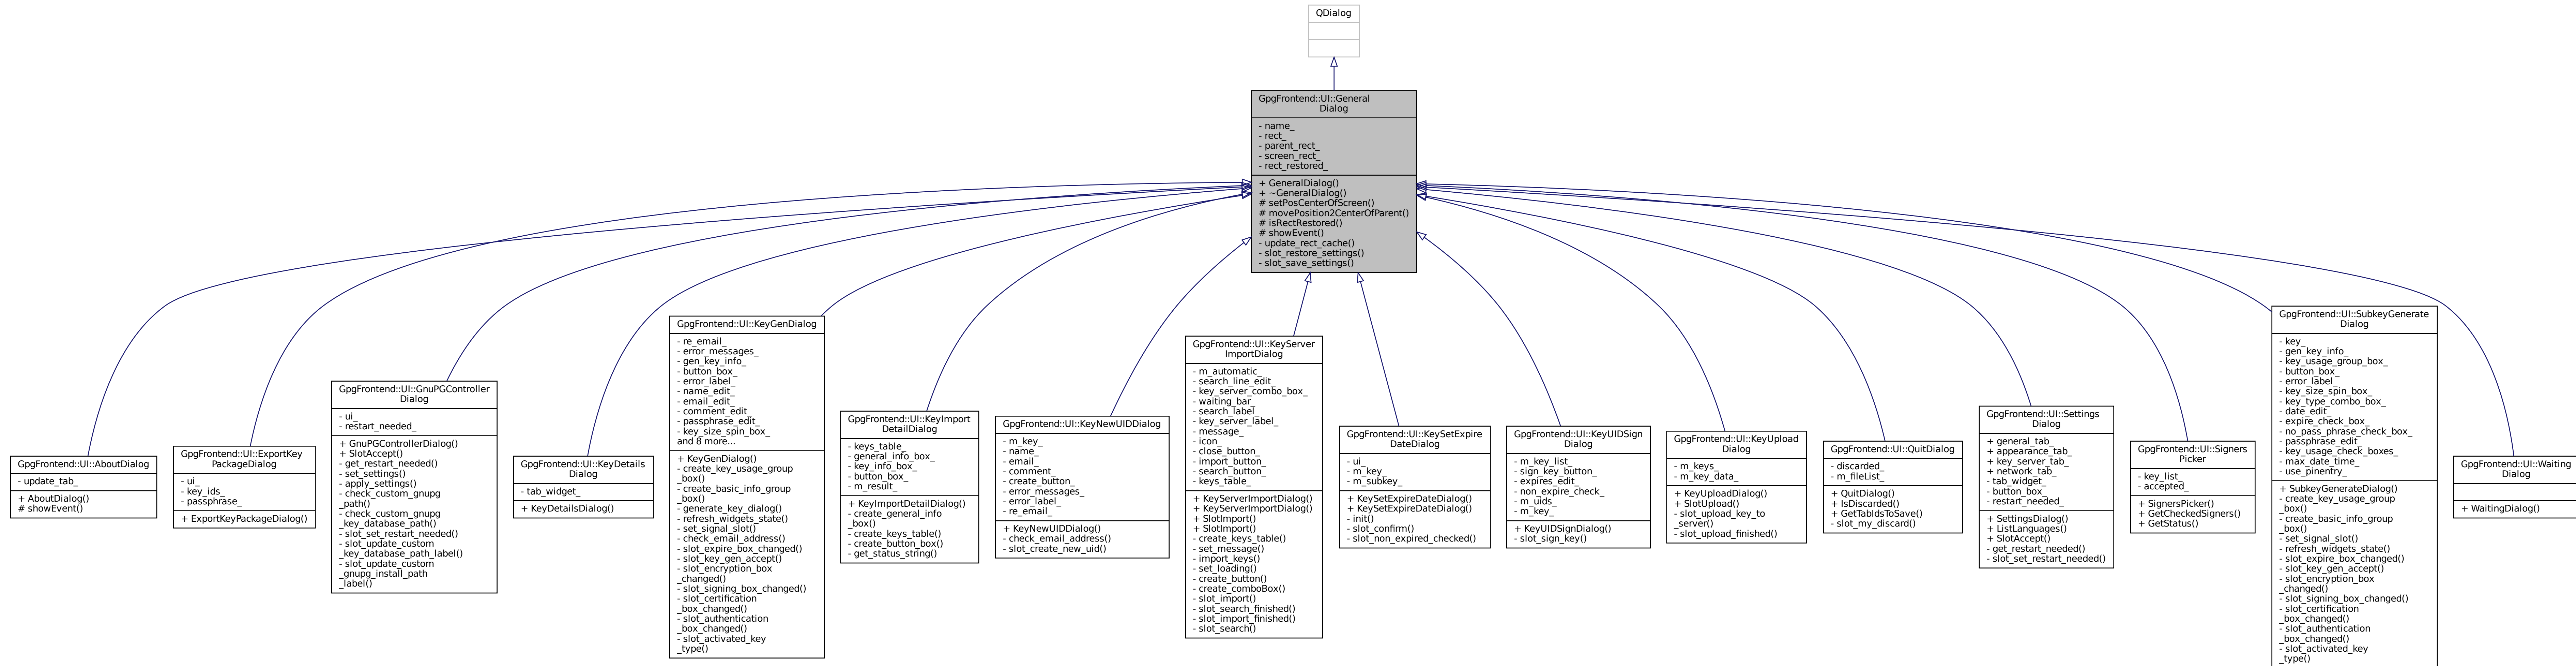 QDialog
GpgFrontend::UI::General
Dialog
- name_
- rect_
- parent_rect_
- screen_rect_
- rect_restored_
+ GeneralDialog()
+ ~GeneralDialog()
# setPosCenterOfScreen()
# movePosition2CenterOfParent()
# isRectRestored()
# showEvent()
- update_rect_cache()
- slot_restore_settings()
- slot_save_settings()
GpgFrontend::UI::AboutDialog
- update_tab_
+ AboutDialog()
# showEvent()
GpgFrontend::UI::ExportKey
PackageDialog
- ui_
- key_ids_
- passphrase_
+ ExportKeyPackageDialog()
GpgFrontend::UI::GnuPGController
Dialog
- ui_
- restart_needed_
+ GnuPGControllerDialog()
+ SlotAccept()
- get_restart_needed()
- set_settings()
- apply_settings()
- check_custom_gnupg
_path()
- check_custom_gnupg
_key_database_path()
- slot_set_restart_needed()
- slot_update_custom
_key_database_path_label()
- slot_update_custom
_gnupg_install_path
_label()
GpgFrontend::UI::KeyDetails
Dialog
- tab_widget_
+ KeyDetailsDialog()
GpgFrontend::UI::KeyGenDialog
- re_email_
- error_messages_
- gen_key_info_
- button_box_
- error_label_
- name_edit_
- email_edit_
- comment_edit_
- passphrase_edit_
- key_size_spin_box_
and 8 more...
+ KeyGenDialog()
- create_key_usage_group
_box()
- create_basic_info_group
_box()
- generate_key_dialog()
- refresh_widgets_state()
- set_signal_slot()
- check_email_address()
- slot_expire_box_changed()
- slot_key_gen_accept()
- slot_encryption_box
_changed()
- slot_signing_box_changed()
- slot_certification
_box_changed()
- slot_authentication
_box_changed()
- slot_activated_key
_type()
GpgFrontend::UI::KeyImport
DetailDialog
- keys_table_
- general_info_box_
- key_info_box_
- button_box_
- m_result_
+ KeyImportDetailDialog()
- create_general_info
_box()
- create_keys_table()
- create_button_box()
- get_status_string()
GpgFrontend::UI::KeyNewUIDDialog
- m_key_
- name_
- email_
- comment_
- create_button_
- error_messages_
- error_label_
- re_email_
+ KeyNewUIDDialog()
- check_email_address()
- slot_create_new_uid()
GpgFrontend::UI::KeyServer
ImportDialog
- m_automatic_
- search_line_edit_
- key_server_combo_box_
- waiting_bar_
- search_label_
- key_server_label_
- message_
- icon_
- close_button_
- import_button_
- search_button_
- keys_table_
+ KeyServerImportDialog()
+ KeyServerImportDialog()
+ SlotImport()
+ SlotImport()
- create_keys_table()
- set_message()
- import_keys()
- set_loading()
- create_button()
- create_comboBox()
- slot_import()
- slot_search_finished()
- slot_import_finished()
- slot_search()
GpgFrontend::UI::KeySetExpire
DateDialog
- ui_
- m_key_
- m_subkey_
+ KeySetExpireDateDialog()
+ KeySetExpireDateDialog()
- init()
- slot_confirm()
- slot_non_expired_checked()
GpgFrontend::UI::KeyUIDSign
Dialog
- m_key_list_
- sign_key_button_
- expires_edit_
- non_expire_check_
- m_uids_
- m_key_
+ KeyUIDSignDialog()
- slot_sign_key()
GpgFrontend::UI::KeyUpload
Dialog
- m_keys_
- m_key_data_
+ KeyUploadDialog()
+ SlotUpload()
- slot_upload_key_to
_server()
- slot_upload_finished()
GpgFrontend::UI::QuitDialog
- discarded_
- m_fileList_
+ QuitDialog()
+ IsDiscarded()
+ GetTabIdsToSave()
- slot_my_discard()
GpgFrontend::UI::Settings
Dialog
+ general_tab_
+ appearance_tab_
+ key_server_tab_
+ network_tab_
- tab_widget_
- button_box_
- restart_needed_
+ SettingsDialog()
+ ListLanguages()
+ SlotAccept()
- get_restart_needed()
- slot_set_restart_needed()
GpgFrontend::UI::Signers
Picker
- key_list_
- accepted_
+ SignersPicker()
+ GetCheckedSigners()
+ GetStatus()
GpgFrontend::UI::SubkeyGenerate
Dialog
- key_
- gen_key_info_
- key_usage_group_box_
- button_box_
- error_label_
- key_size_spin_box_
- key_type_combo_box_
- date_edit_
- expire_check_box_
- no_pass_phrase_check_box_
- passphrase_edit_
- key_usage_check_boxes_
- max_date_time_
- use_pinentry_
+ SubkeyGenerateDialog()
- create_key_usage_group
_box()
- create_basic_info_group
_box()
- set_signal_slot()
- refresh_widgets_state()
- slot_expire_box_changed()
- slot_key_gen_accept()
- slot_encryption_box
_changed()
- slot_signing_box_changed()
- slot_certification
_box_changed()
- slot_authentication
_box_changed()
- slot_activated_key
_type()
GpgFrontend::UI::Waiting
Dialog
+ WaitingDialog()